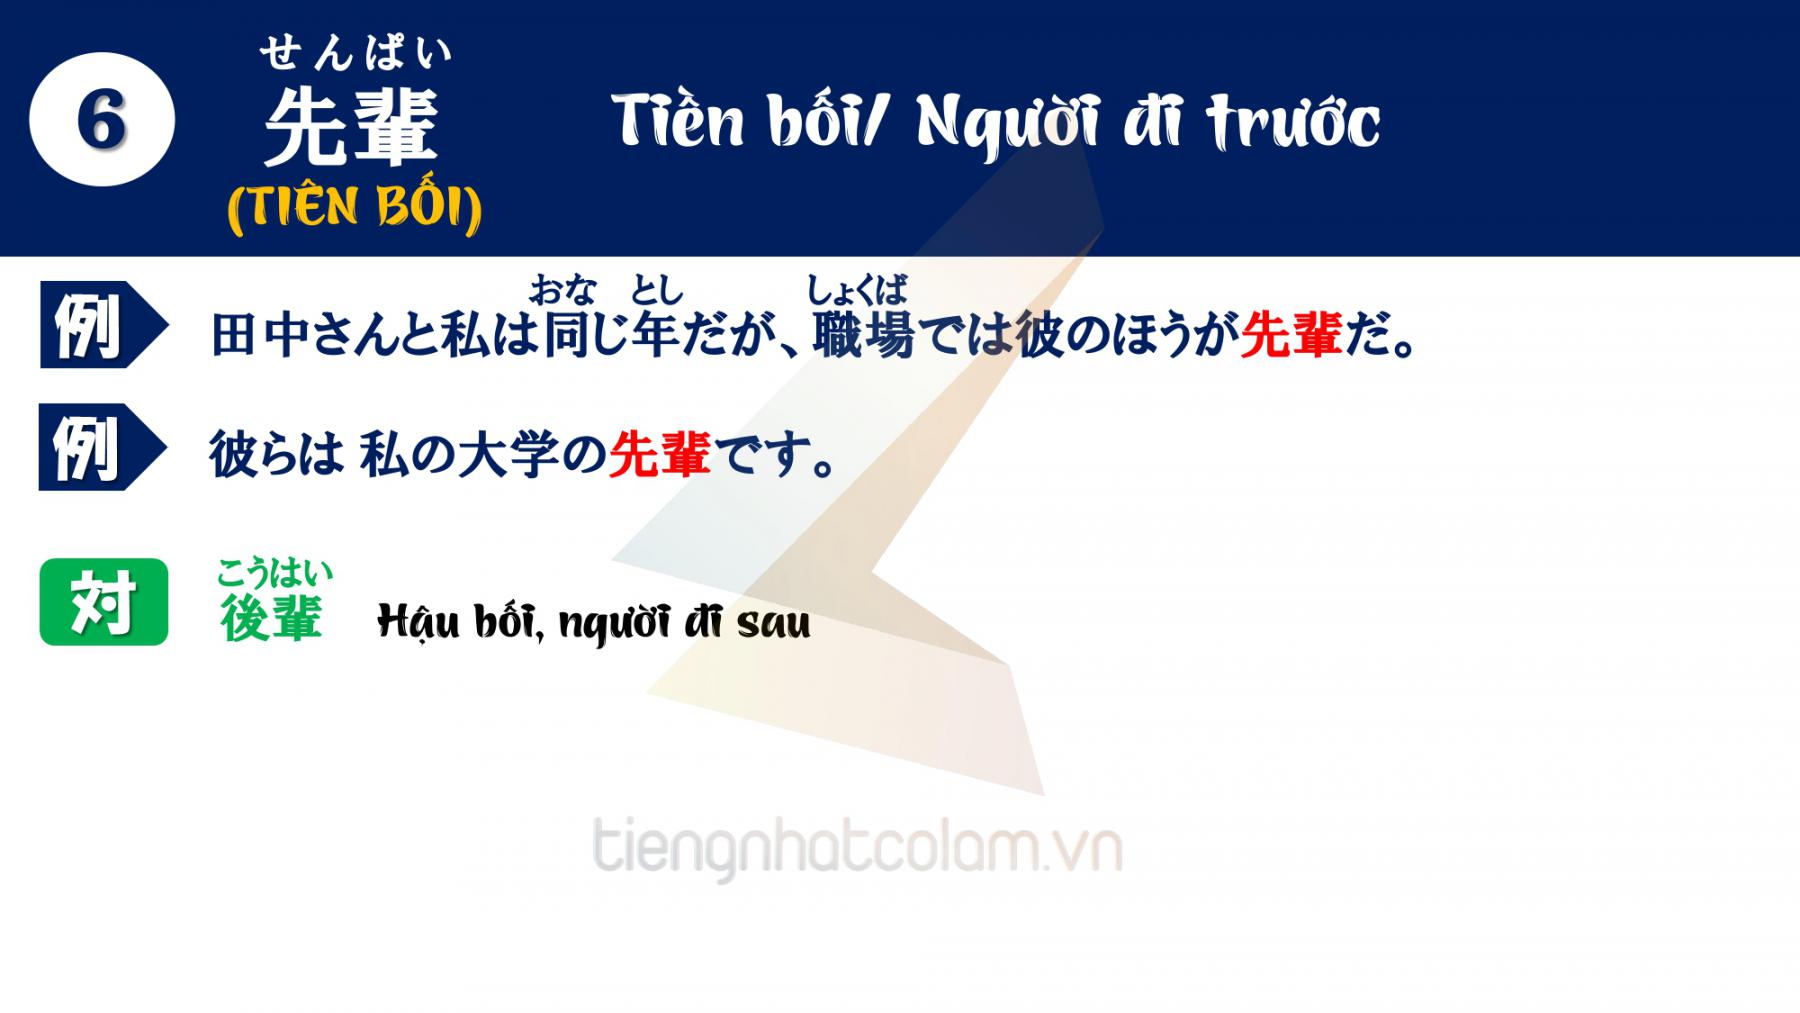 6
せんぱい
先輩
(TIÊN BỐI)
Tiền bối/ Người đi trước
おな とし しょくば
例 田中さんと私は同じ年だが、職場では彼のほうが先輩だ。
例 彼らは 私の大学の先輩です。
こうはい
対 後輩 Hậu bối, người đi sau
tiengnhatcolam.vn